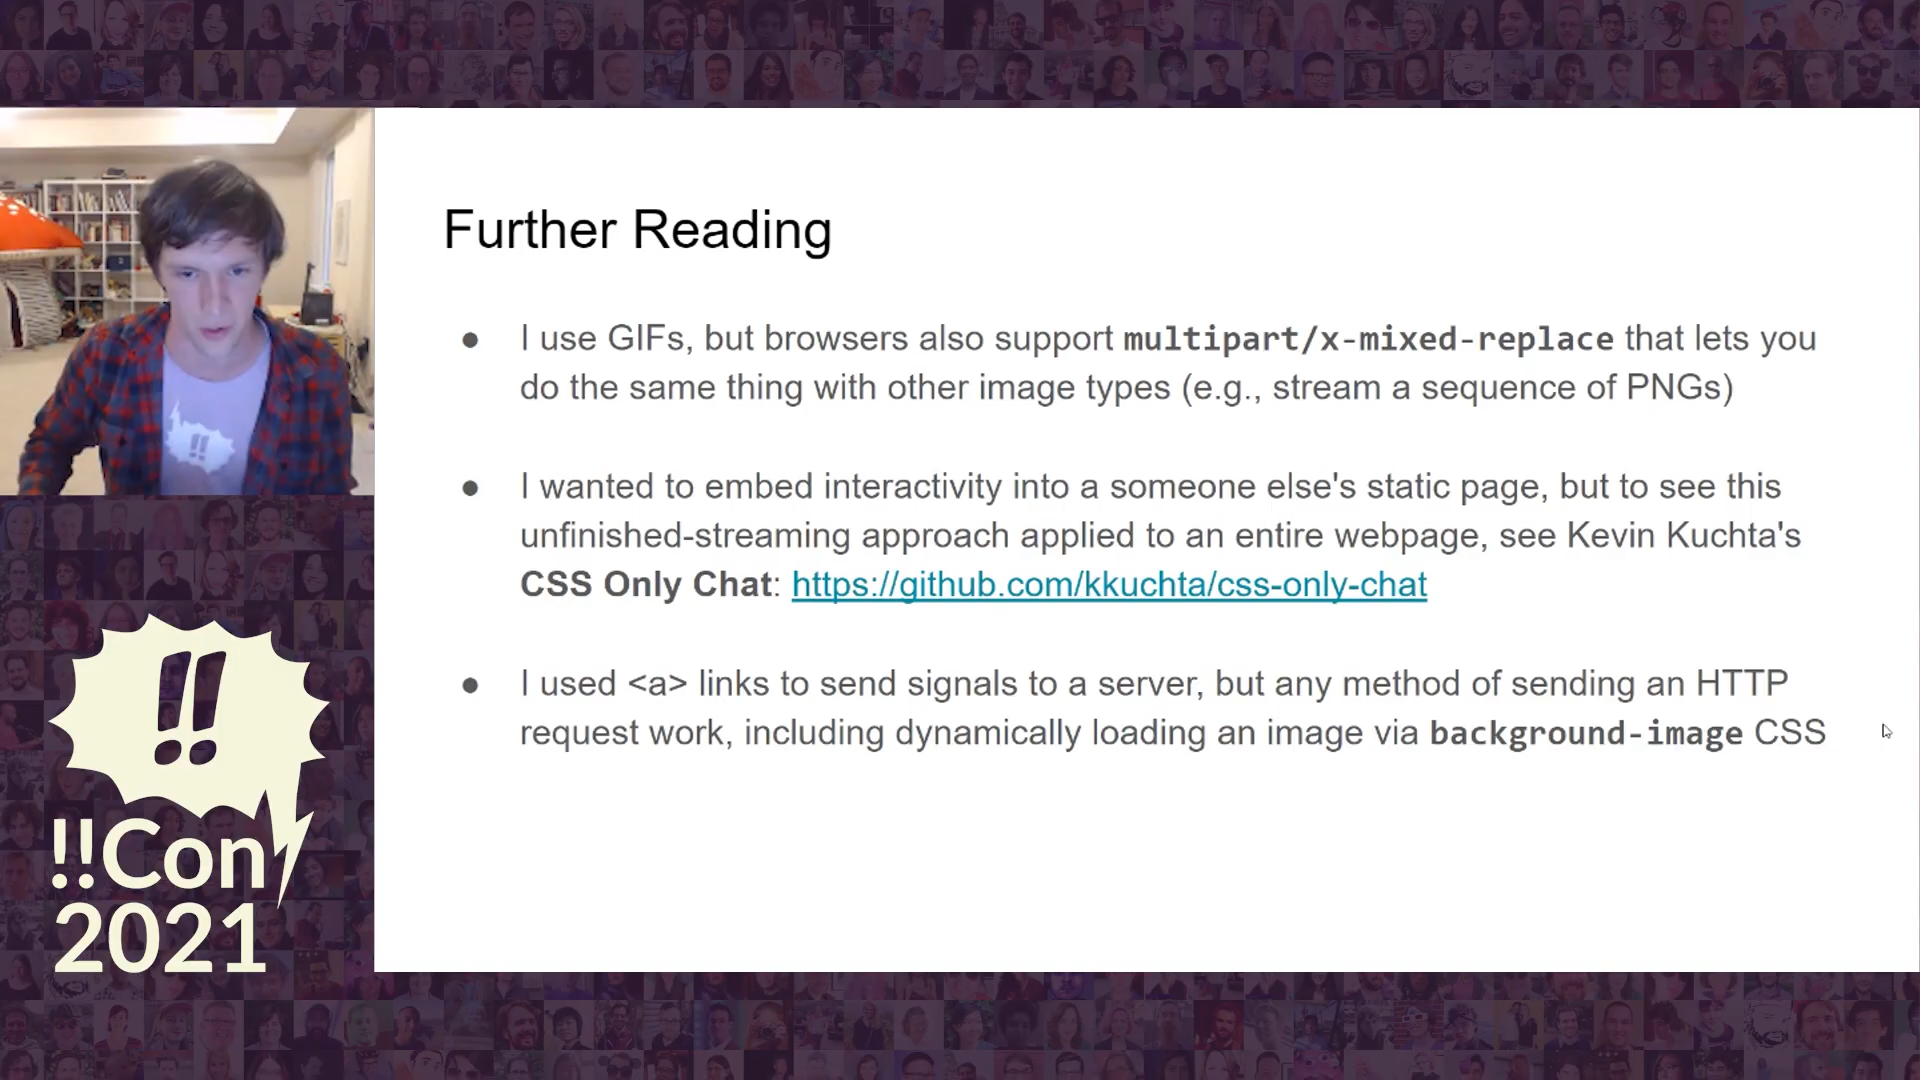 Further Reading
● I use GIFs, but browsers also support multipart/x-mixed-replace that lets you
do the same thing with other image types (e.g., stream a sequence of PNGs)
● I wanted to embed interactivity into a someone else's static page, but to see this
unfinished-streaming approach applied to an entire webpage, see Kevin Kuchta's
CSS Only Chat: https://github.com/kkuchta/css-only-chat
● I used <a> links to send signals to a server, but any method of sending an HTTP
request work, including dynamically loading an image via background-image CSS
!!
!!
!!Con
2021